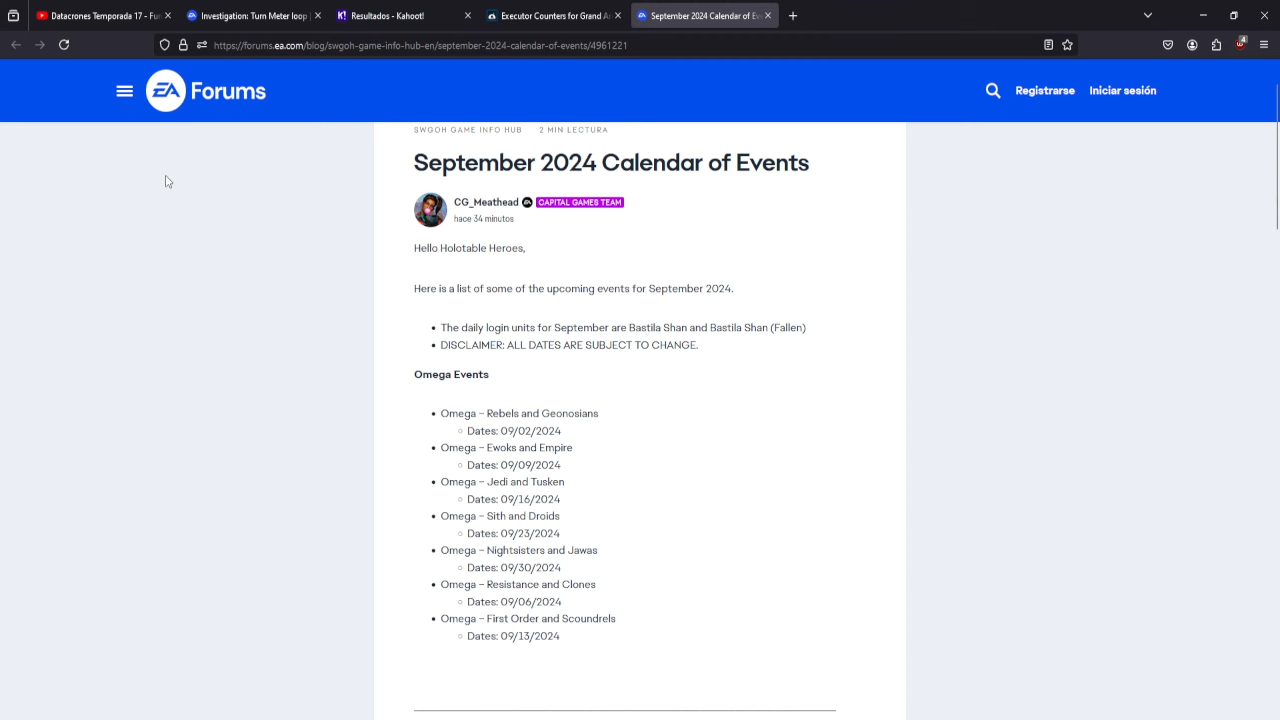 Datacrones Temporada 17 - Fu
Investigation: Turn Meter loop
Resultados - Kahoot!
Executor Counters for Grand Ar
September 2024 Calendar of Ev
https://forums.ea.com/blog/swgoh-game-info-hub-en/september-2024-calendar-of-events/4961221
4
EA Forums
Registrarse
Iniciar sesión
SWGOH GAME INFO HUB 2 MIN LECTURA
September 2024 Calendar of Events
CG_Meathead EA CAPITAL GAMES TEAM
hace 34 minutos
Hello Holotable Heroes,
Here is a list of some of the upcoming events for September 2024.
• The daily login units for September are Bastila Shan and Bastila Shan (Fallen)
• DISCLAIMER: ALL DATES ARE SUBJECT TO CHANGE.
Omega Events
• Omega – Rebels and Geonosians
○ Dates: 09/02/2024
• Omega – Ewoks and Empire
○ Dates: 09/09/2024
• Omega – Jedi and Tusken
○ Dates: 09/16/2024
• Omega – Sith and Droids
○ Dates: 09/23/2024
• Omega – Nightsisters and Jawas
○ Dates: 09/30/2024
• Omega – Resistance and Clones
○ Dates: 09/06/2024
• Omega – First Order and Scoundrels
○ Dates: 09/13/2024